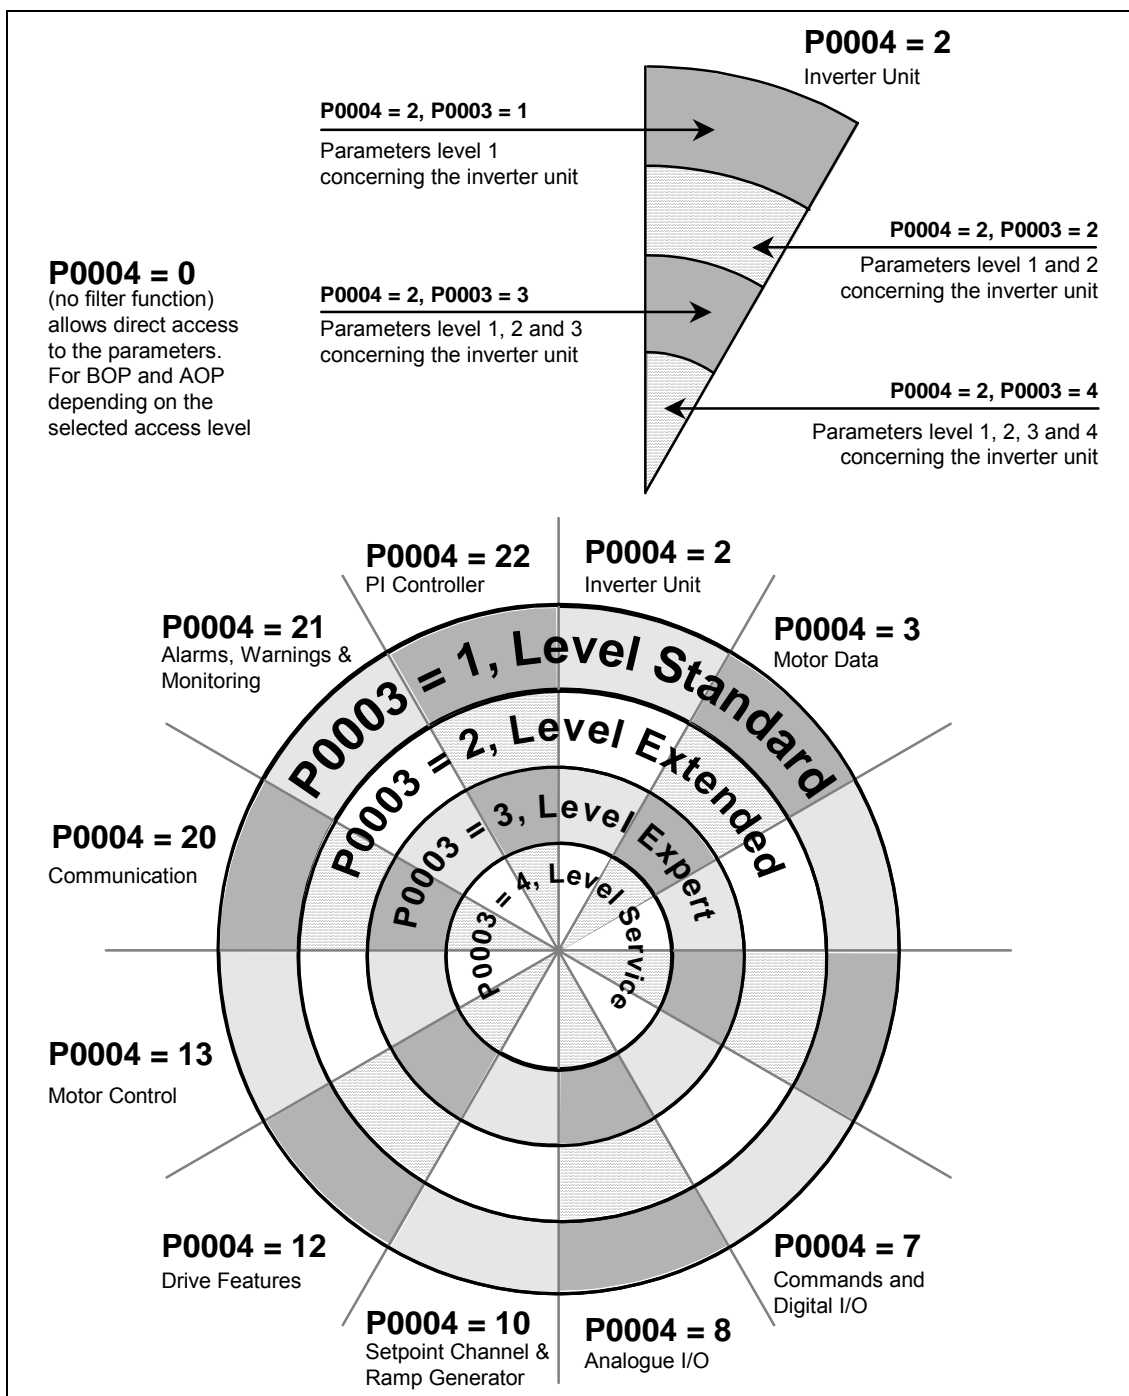 P0004 = 2
Inverter Unit
P0004 = 2, P0003 = 1
Parameters level 1
concerning the inverter unit
P0004 = 2, P0003 = 2
Parameters level 1 and 2
concerning the inverter unit
P0004 = 0
(no filter function)
allows direct access
to the parameters.
For BOP and AOP
depending on the
selected access level
P0004 = 2, P0003 = 3
Parameters level 1, 2 and 3
concerning the inverter unit
P0004 = 2, P0003 = 4
Parameters level 1, 2, 3 and 4
concerning the inverter unit
P0004 = 22
PI Controller
P0004 = 2
Inverter Unit
P0004 = 21
Alarms, Warnings &
Monitoring
P0004 = 3
Motor Data
P0003 = 1, Level Standard
P0003 = 2, Level Extended
P0003 = 3, Level Expert
P0003 = 4, Level Service
P0004 = 20
Communication
P0004 = 13
Motor Control
P0004 = 12
Drive Features
P0004 = 7
Commands and
Digital I/O
P0004 = 10
Setpoint Channel &
Ramp Generator
P0004 = 8
Analogue I/O